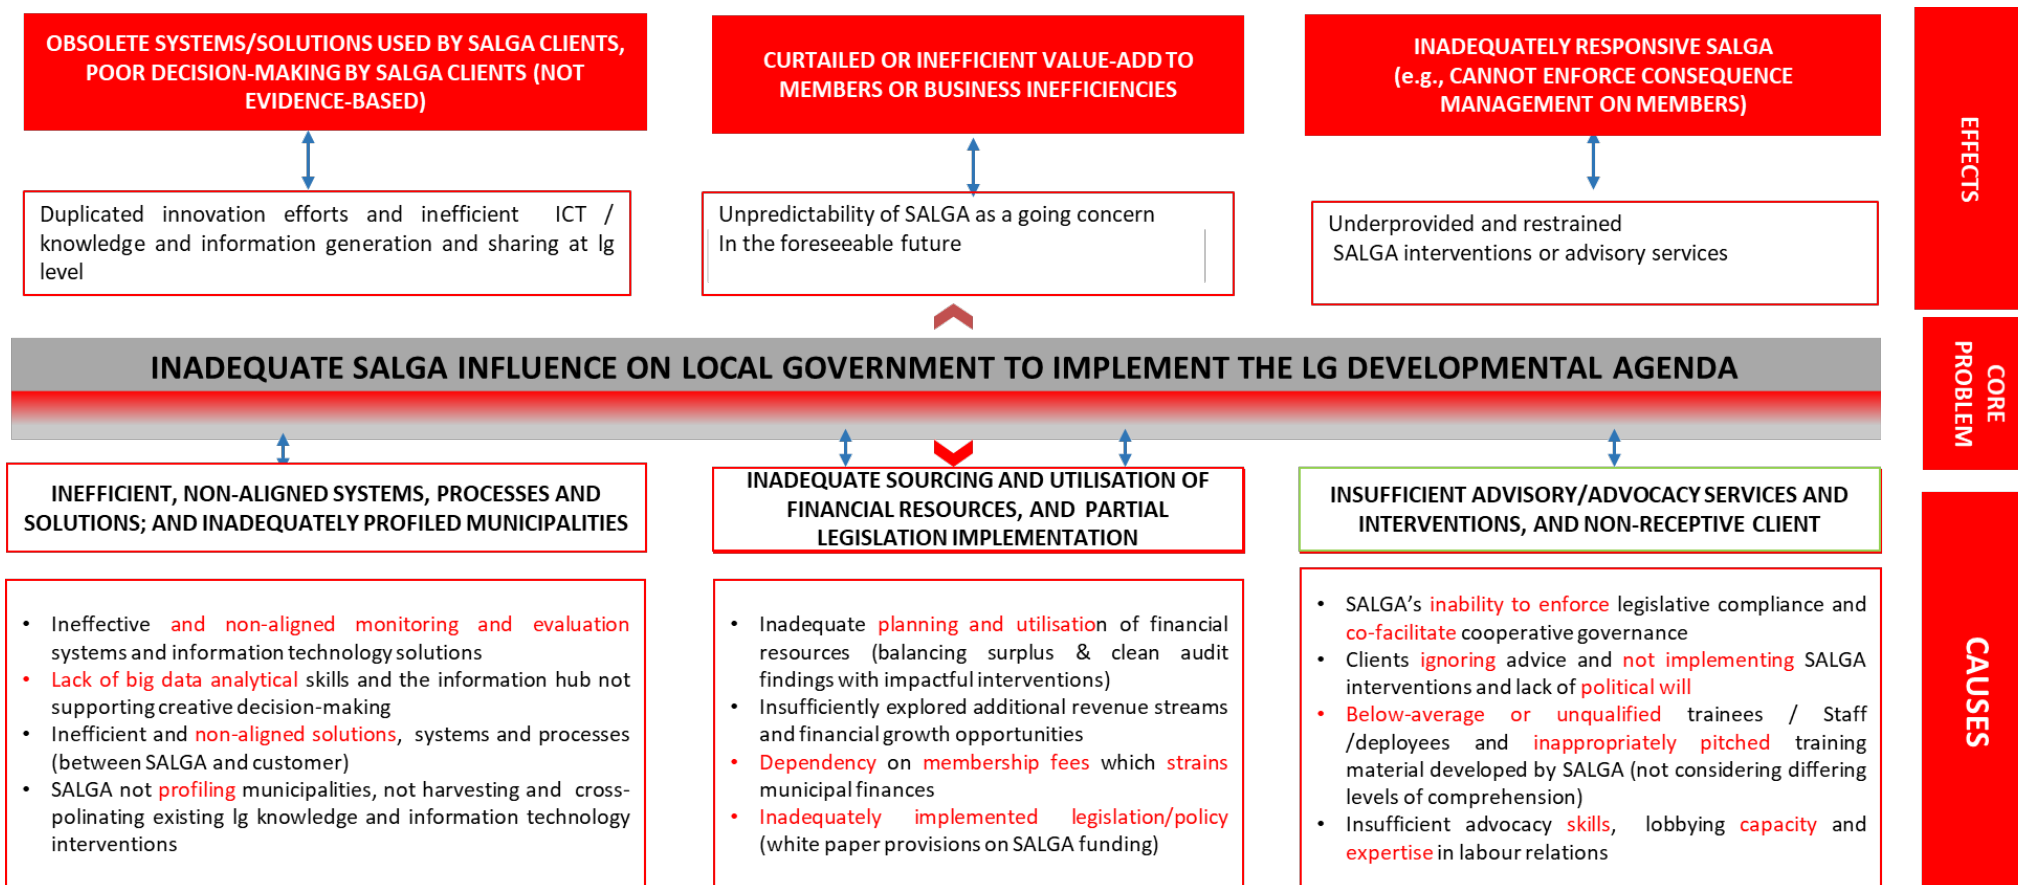 OBSOLETE SYSTEMS/SOLUTIONS USED BY SALGA CLIENTS,
POOR DECISION-MAKING BY SALGA CLIENTS (NOT
EVIDENCE-BASED)
CURTAILED OR INEFFICIENT VALUE-ADD TO
MEMBERS OR BUSINESS INEFFICIENCIES
INADEQUATELY RESPONSIVE SALGA
(e.g., CANNOT ENFORCE CONSEQUENCE
MANAGEMENT ON MEMBERS)
EFFECTS
Duplicated innovation efforts and inefficient ICT /
knowledge and information generation and sharing at lg
level
Unpredictability of SALGA as a going concern
In the foreseeable future
Underprovided and restrained
SALGA interventions or advisory services
INADEQUATE SALGA INFLUENCE ON LOCAL GOVERNMENT TO IMPLEMENT THE LG DEVELOPMENTAL AGENDA
CORE
PROBLEM
INEFFICIENT, NON-ALIGNED SYSTEMS, PROCESSES AND
SOLUTIONS; AND INADEQUATELY PROFILED MUNICIPALITIES
INADEQUATE SOURCING AND UTILISATION OF
FINANCIAL RESOURCES, AND PARTIAL
LEGISLATION IMPLEMENTATION
INSUFFICIENT ADVISORY/ADVOCACY SERVICES AND
INTERVENTIONS, AND NON-RECEPTIVE CLIENT
CAUSES
• Ineffective and non-aligned monitoring and evaluation
systems and information technology solutions
• Lack of big data analytical skills and the information hub not
supporting creative decision-making
• Inefficient and non-aligned solutions, systems and processes
(between SALGA and customer)
• SALGA not profiling municipalities, not harvesting and cross-
polinating existing lg knowledge and information technology
interventions
• Inadequate planning and utilisation of financial
resources (balancing surplus & clean audit
findings with impactful interventions)
• Insufficiently explored additional revenue streams
and financial growth opportunities
• Dependency on membership fees which strains
municipal finances
• Inadequately implemented legislation/policy
(white paper provisions on SALGA funding)
• SALGA's inability to enforce legislative compliance and
co-facilitate cooperative governance
• Clients ignoring advice and not implementing SALGA
interventions and lack of political will
• Below-average or unqualified trainees / Staff
/deployees and inappropriately pitched training
material developed by SALGA (not considering differing
levels of comprehension)
• Insufficient advocacy skills, lobbying capacity and
expertise in labour relations